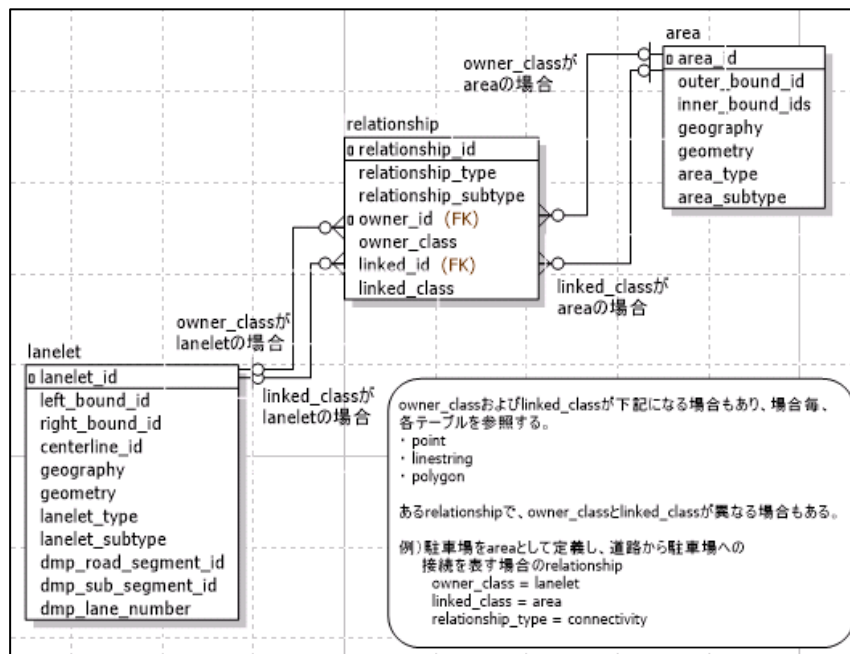 area
area_id
outer_bound_id
inner_bound_ids
geography
geometry
area_type
area_subtype
owner_classが
areaの場合
relationship
relationship_id
relationship_type
relationship_subtype
owner_id (FK)
owner_class
linked_id (FK)
linked_class
linked_classが
areaの場合
owner_classが
laneletの場合
linked_classが
laneletの場合
lanelet
lanelet_id
left_bound_id
right_bound_id
centerline_id
geography
geometry
lanelet_type
lanelet_subtype
dmp_road_segment_id
dmp_sub_segment_id
dmp_lane_number
owner_classおよびlinked_classが下記になる場合もあり、場合毎、
各テーブルを参照する。
・point
・linestring
・polygon
あるrelationshipで、owner_classとlinked_classが異なる場合もある。
例）駐車場をareaとして定義し、道路から駐車場への
接続を表す場合のrelationship
owner_class = lanelet
linked_class = area
relationship_type = connectivity